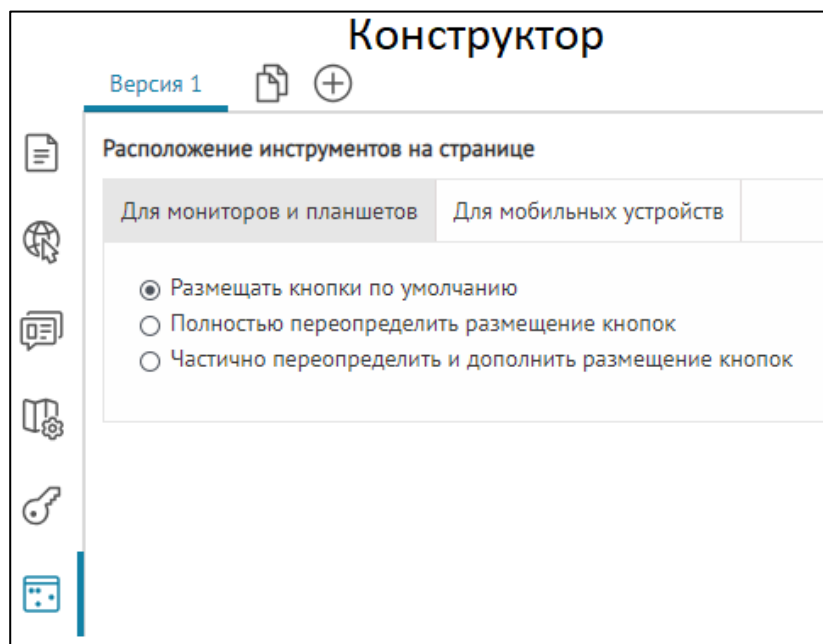 Конструктор
Версия 1
Расположение инструментов на странице
Для мониторов и планшетов Для мобильных устройств
Размещать кнопки по умолчанию
Полностью переопределить размещение кнопок
Частично переопределить и дополнить размещение кнопок